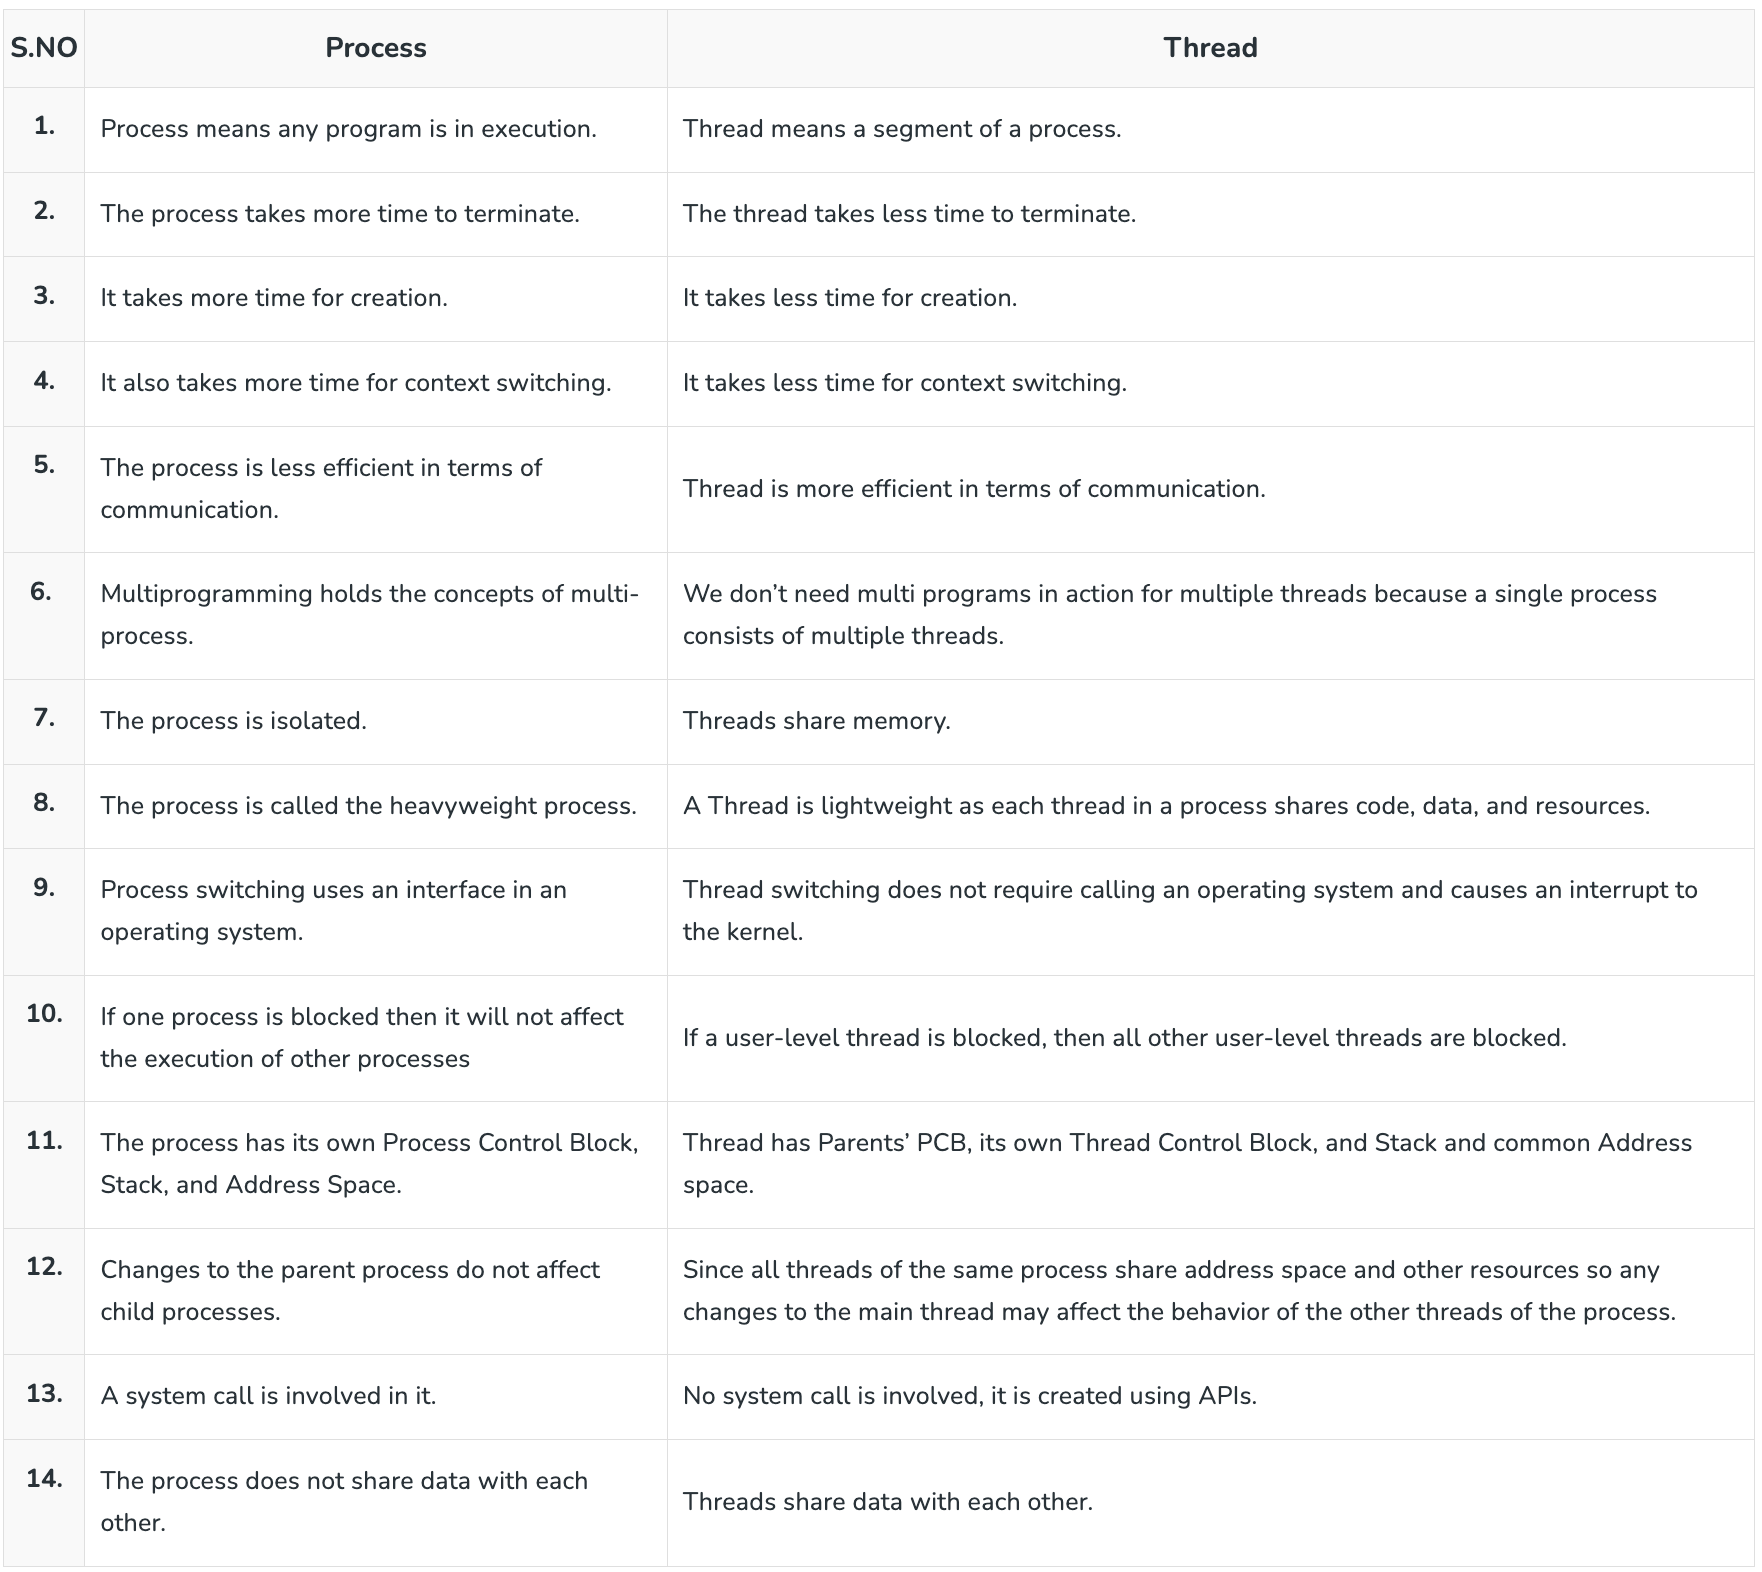 S.NO Process Thread
1. Process means any program is in execution. Thread means a segment of a process.
2. The process takes more time to terminate. The thread takes less time to terminate.
3. It takes more time for creation. It takes less time for creation.
4. It also takes more time for context switching. It takes less time for context switching.
5. The process is less efficient in terms of
communication.
Thread is more efficient in terms of communication.
6. Multiprogramming holds the concepts of multi-
process.
We don’t need multi programs in action for multiple threads because a single process
consists of multiple threads.
7. The process is isolated. Threads share memory.
8. The process is called the heavyweight process. A Thread is lightweight as each thread in a process shares code, data, and resources.
9. Process switching uses an interface in an
operating system.
Thread switching does not require calling an operating system and causes an interrupt to
the kernel.
10. If one process is blocked then it will not affect
the execution of other processes
If a user-level thread is blocked, then all other user-level threads are blocked.
11. The process has its own Process Control Block,
Stack, and Address Space.
Thread has Parents’ PCB, its own Thread Control Block, and Stack and common Address
space.
12. Changes to the parent process do not affect
child processes.
Since all threads of the same process share address space and other resources so any
changes to the main thread may affect the behavior of the other threads of the process.
13. A system call is involved in it. No system call is involved, it is created using APIs.
14. The process does not share data with each
other.
Threads share data with each other.